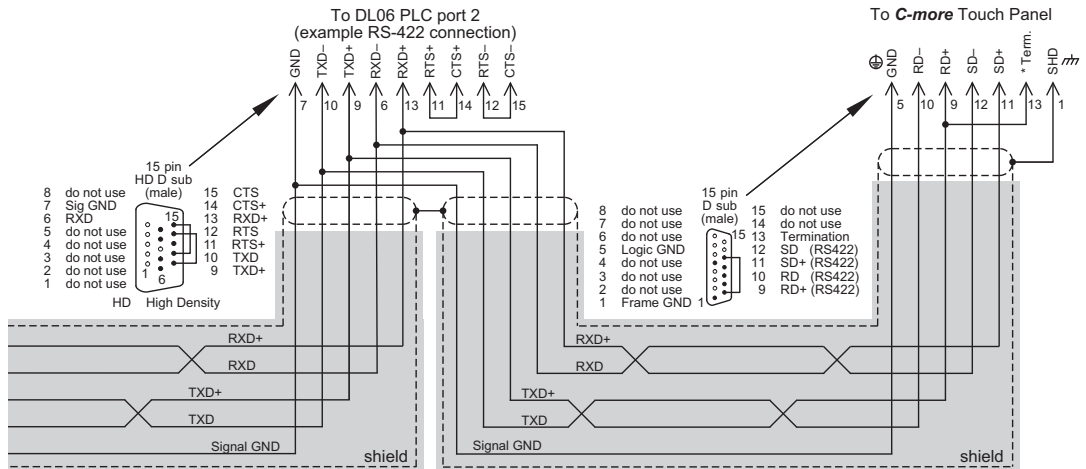 To DL06 PLC port 2
(example RS-422 connection)
GND
TXD–
TXD+
RXD–
RXD+
RTS+
CTS+
RTS–
CTS–
7
10
9
6
13
11
14
12
15
To C-more Touch Panel
GND
RD–
RD+
SD–
SD+
* Term.
SHD
5
10
9
12
11
13
1
15 pin
HD D sub
(male)
8 do not use
7 Sig GND
6 RXD
5 do not use
4 do not use
3 do not use
2 do not use
1 do not use
15
1
6
15 CTS
14 CTS+
13 RXD+
12 RTS
11 RTS+
10 TXD
9 TXD+
HD High Density
15 pin
D sub
(male)
8 do not use
7 do not use
6 do not use
5 Logic GND
4 do not use
3 do not use
2 do not use
1 Frame GND
15
1
15 do not use
14 do not use
13 Termination
12 SD (RS422)
11 SD+ (RS422)
10 RD (RS422)
9 RD+ (RS422)
RXD+
RXD
TXD+
TXD
Signal GND
shield
RXD+
RXD
TXD+
TXD
Signal GND
shield